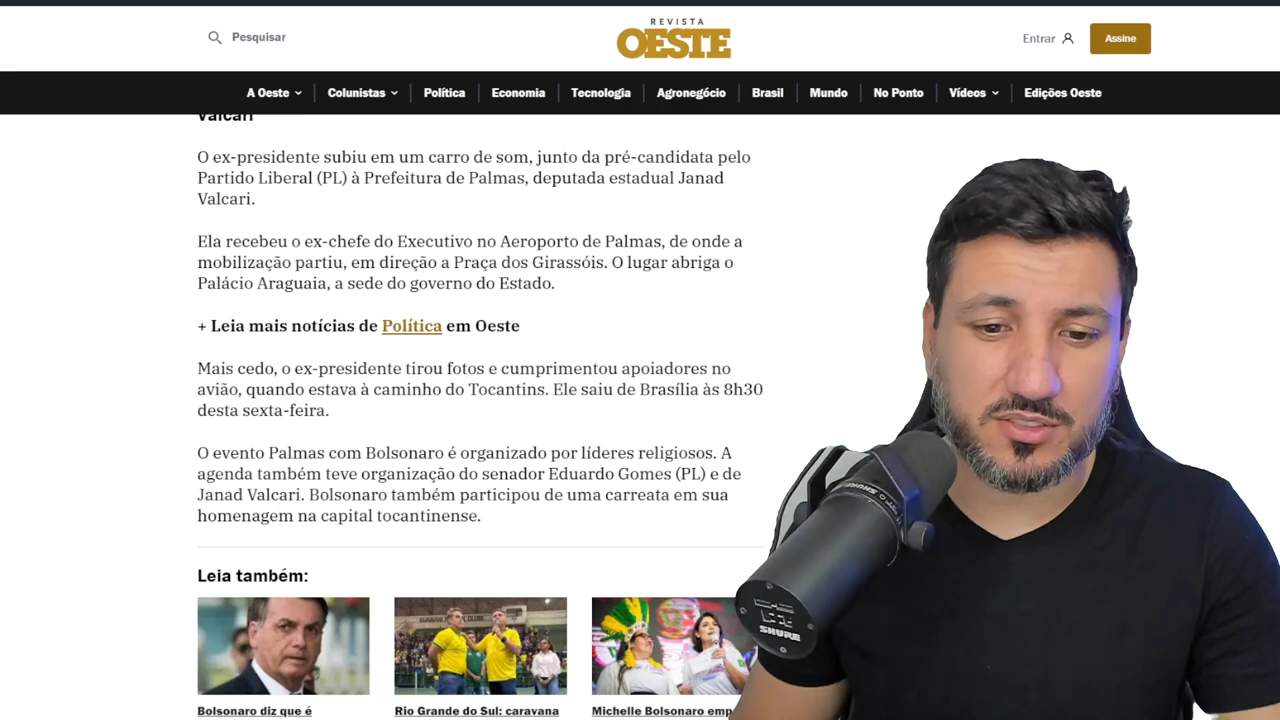 Pesquisar
REVISTA
OESTE
Entrar
Assine
A Oeste
Colunistas
Política
Economia
Tecnologia
Agronegócio
Brasil
Mundo
No Ponto
Vídeos
Edições Oeste
Valcari
O ex-presidente subiu em um carro de som, junto da pré-candidata pelo
Partido Liberal (PL) à Prefeitura de Palmas, deputada estadual Janad
Valcari.
Ela recebeu o ex-chefe do Executivo no Aeroporto de Palmas, de onde a
mobilização partiu, em direção a Praça dos Girassóis. O lugar abriga o
Palácio Araguaia, a sede do governo do Estado.
+ Leia mais notícias de Política em Oeste
Mais cedo, o ex-presidente tirou fotos e cumprimentou apoiadores no
avião, quando estava à caminho do Tocantins. Ele saiu de Brasília às 8h30
desta sexta-feira.
O evento Palmas com Bolsonaro é organizado por líderes religiosos. A
agenda também teve organização do senador Eduardo Gomes (PL) e de
Janad Valcari. Bolsonaro também participou de uma carreata em sua
homenagem na capital tocantinense.
Leia também:
Bolsonaro diz que é
Rio Grande do Sul: caravana
Michelle Bolsonaro emp
SHURE
SHURE